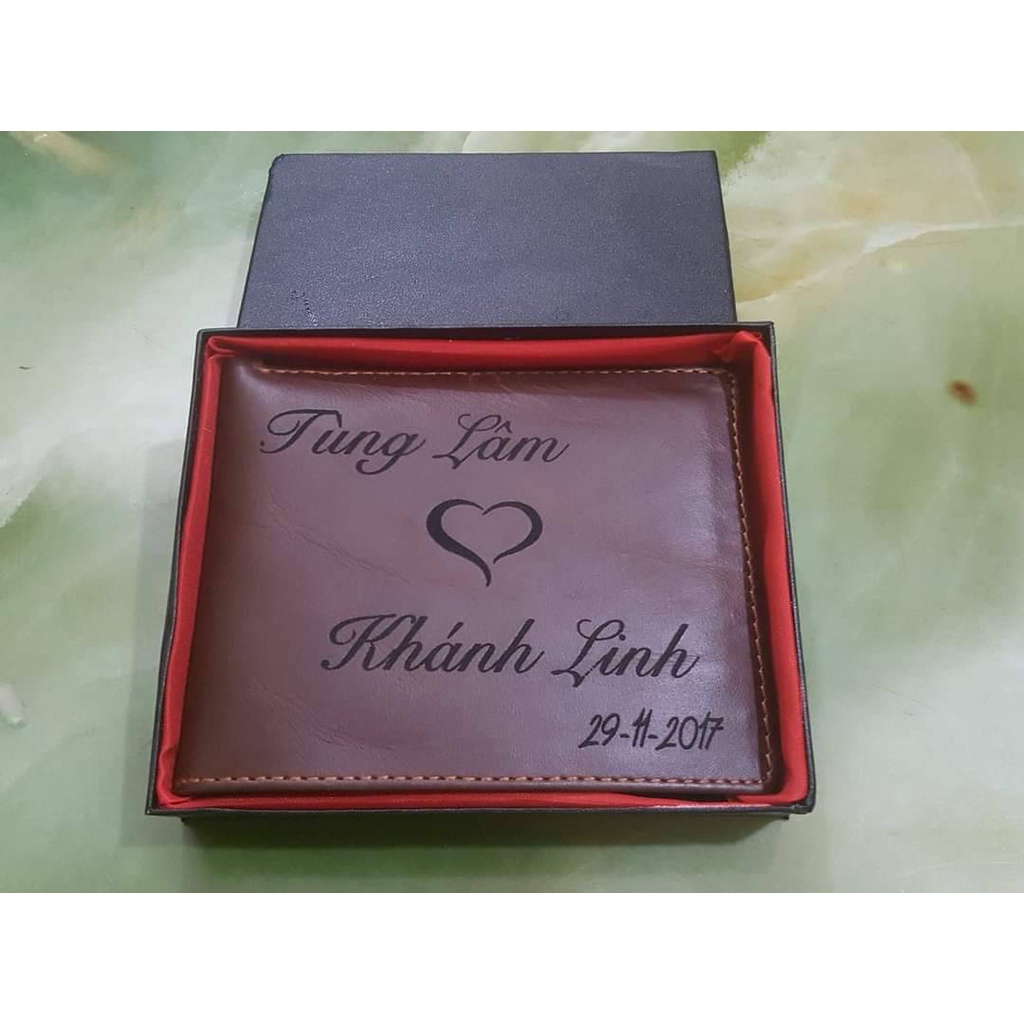 Tùng Lâm
Khánh Linh
29-11-2017